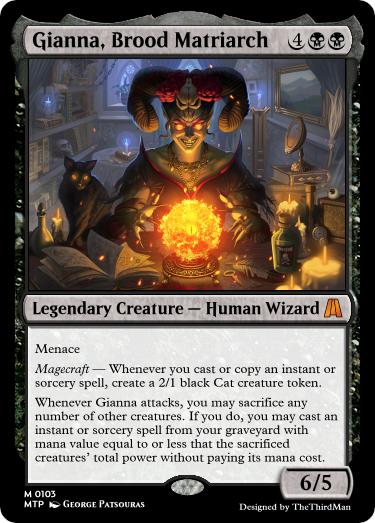 Gianna, Brood Matriarch 4
Legendary Creature — Human Wizard
Menace
Magecraft — Whenever you cast or copy an instant or
sorcery spell, create a 2/1 black Cat creature token.
Whenever Gianna attacks, you may sacrifice any
number of other creatures. If you do, you may cast an
instant or sorcery spell from your graveyard with
mana value equal to or less that the sacrificed
creatures' total power without paying its mana cost.
6/5
M 0103
MTP George Patsouras
Designed by TheThirdMan